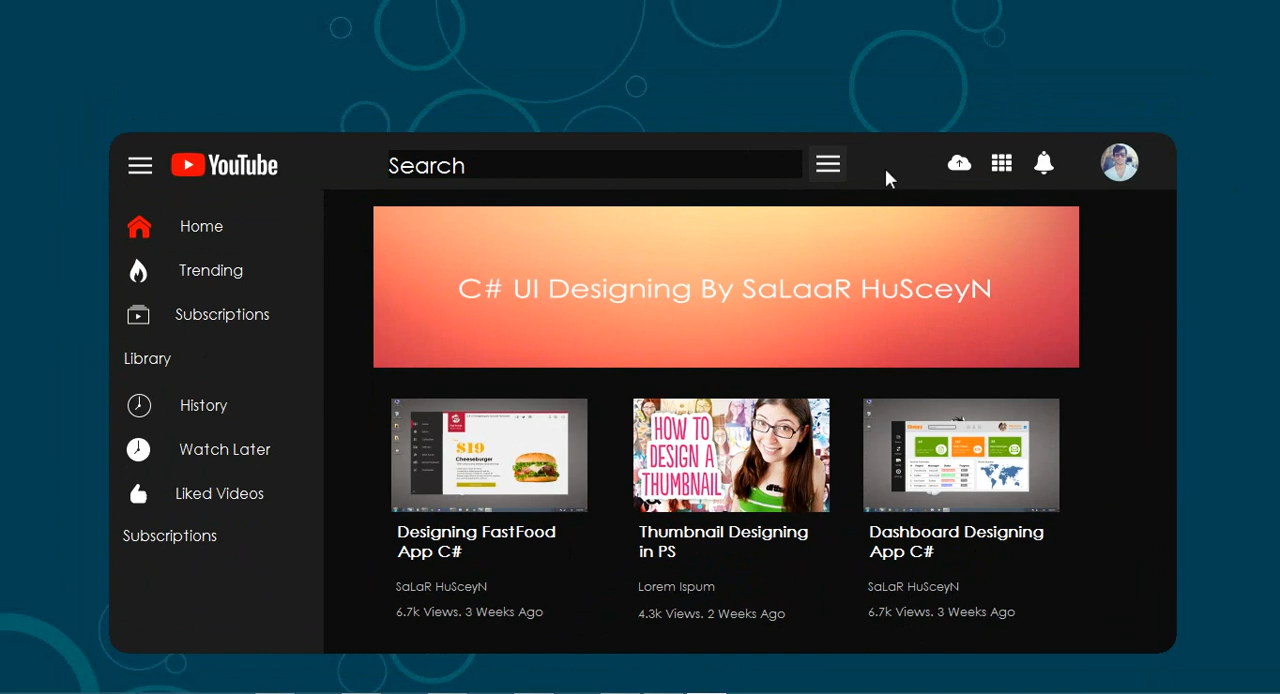 YouTube
Search
Home
Trending
Subscriptions
Library
History
Watch Later
Liked Videos
Subscriptions
C# UI Designing By SaLaaR HuSceyN
$19
Cheeseburger
HOW TO
DESIGN A
THUMBNAIL
Designing FastFood
App C#
SaLaR HuSceyN
6.7k Views. 3 Weeks Ago
Thumbnail Designing
in PS
Lorem Ispum
4.3k Views. 2 Weeks Ago
Dashboard Designing
App C#
SaLaR HuSceyN
6.7k Views. 3 Weeks Ago